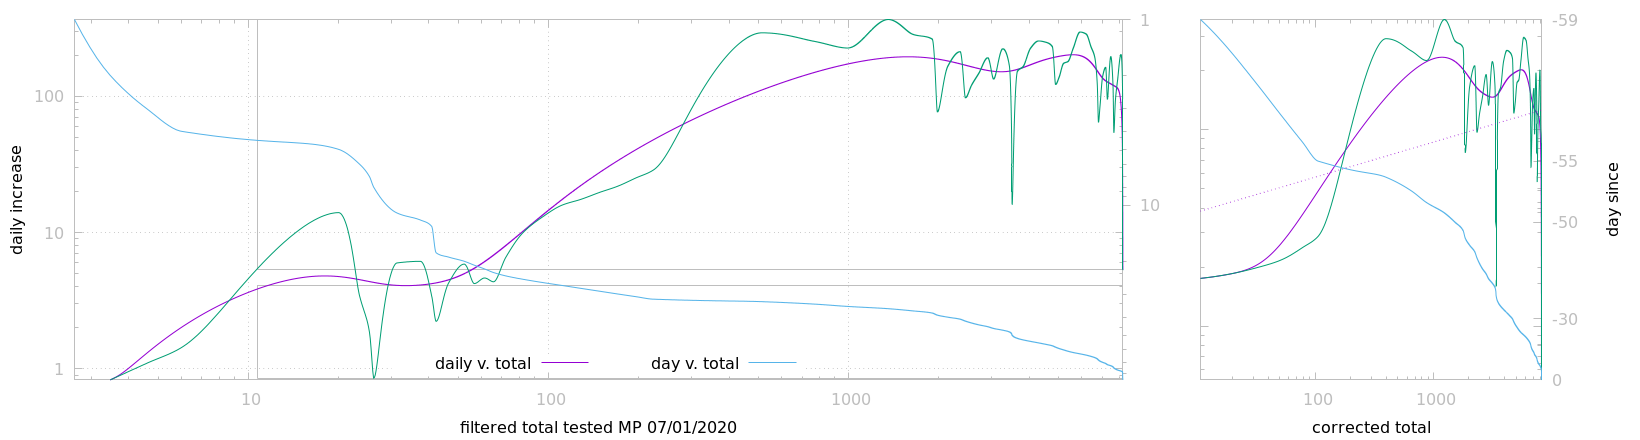 daily increase
100
10
1
daily v. total
day v. total
10
100
1000
filtered total tested MP 07/01/2020
1
10
100
1000
corrected total
-59
-55
-50
-30
0
day since